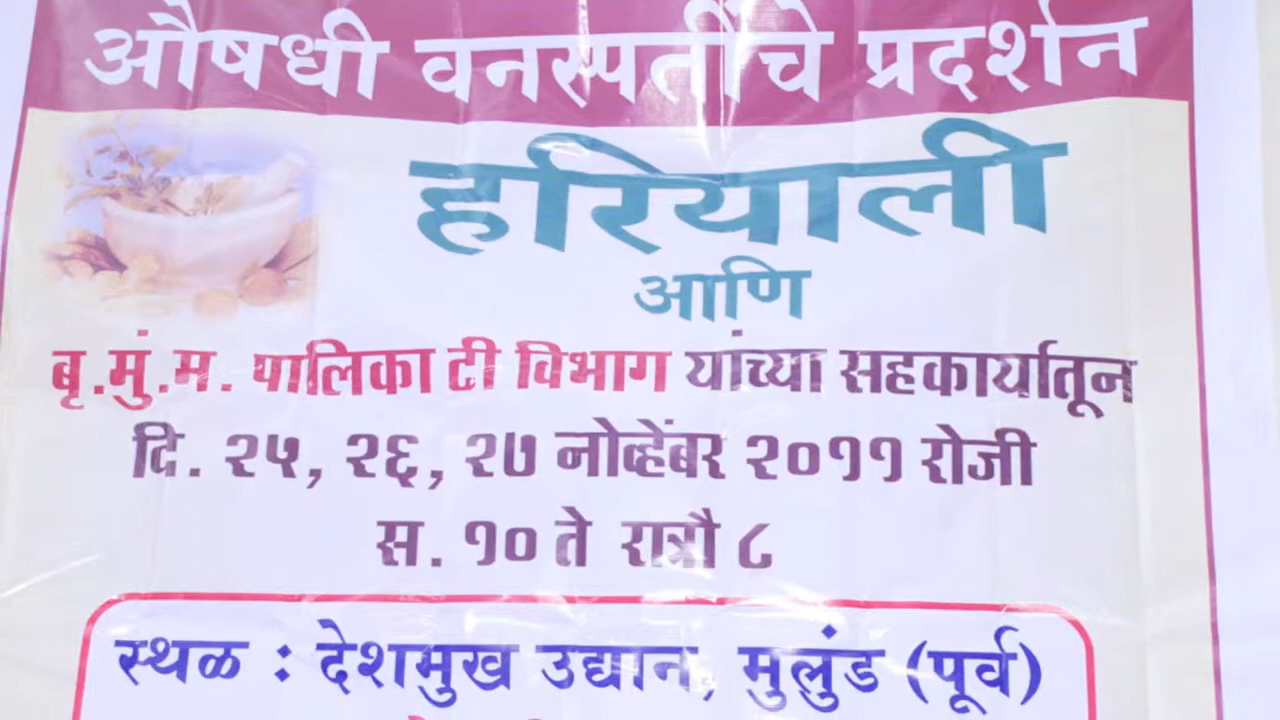 औषधी वनस्पतींचे प्रदर्शन
हरियाली
आणि
बृ.मुं.म. पालिका टी विभाग यांच्या सहकार्यातून
दि. २५, २६, २७ नोव्हेंबर २०११ रोजी
स. १० ते रात्रौ ८
स्थळ : देशमुख उद्यान, मुलुंड (पूर्व)